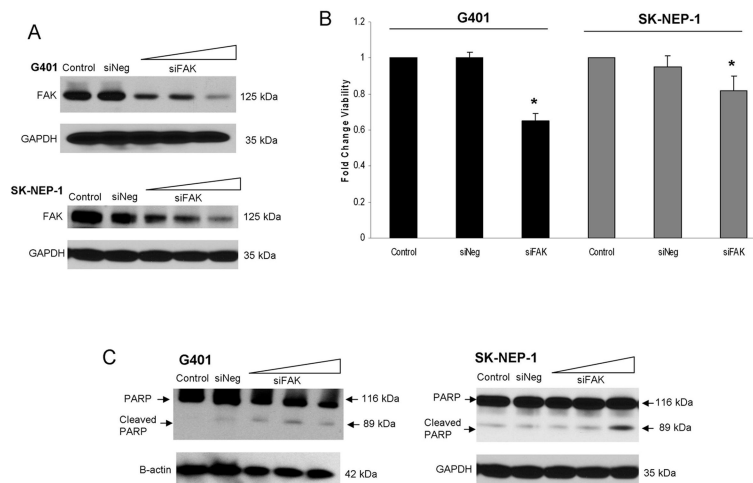 A
G401 Control siNeg siFAK
FAK 125 kDa
GAPDH 35 kDa
SK-NEP-1 Control siNeg siFAK
FAK 125 kDa
GAPDH 35 kDa
B
G401 SK-NEP-1
Fold Change Viability
1.2
1
0.8
0.6
0.4
0.2
0
* *
Control siNeg siFAK Control siNeg siFAK
C
G401
Control siNeg siFAK
PARP 116 kDa
Cleaved
PARP 89 kDa
B-actin 42 kDa
SK-NEP-1
Control siNeg siFAK
PARP 116 kDa
Cleaved
PARP 89 kDa
GAPDH 35 kDa